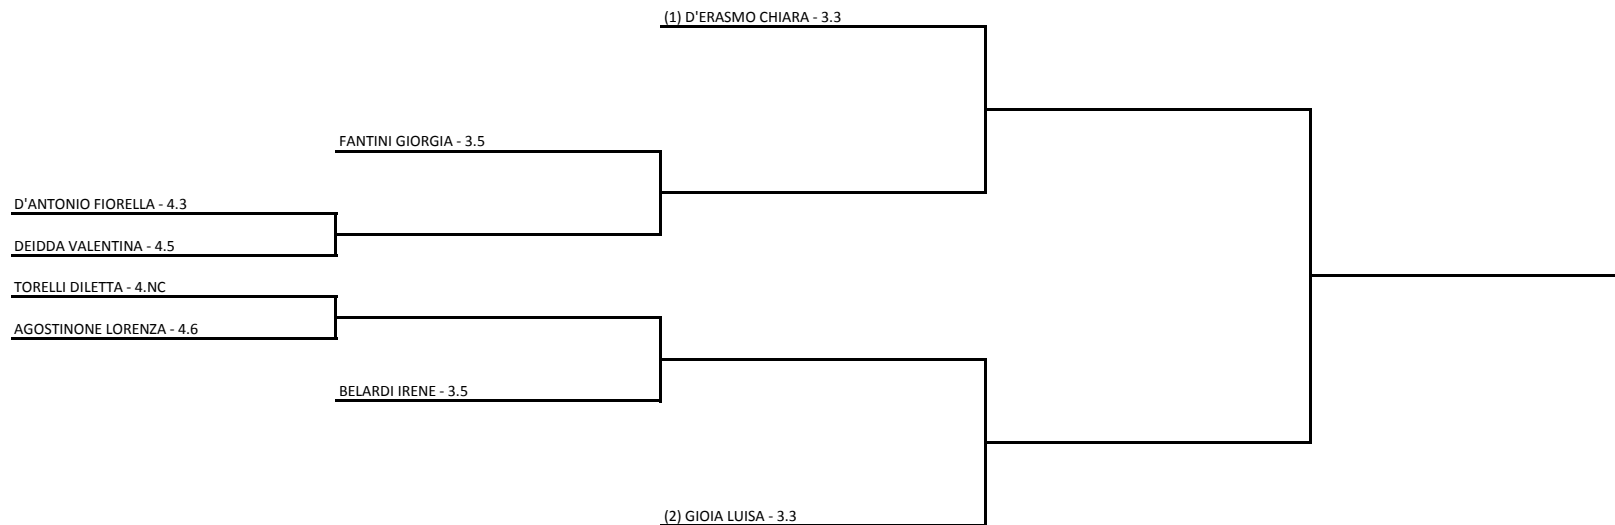 (1) D'ERASMO CHIARA - 3.3
FANTINI GIORGIA - 3.5
D'ANTONIO FIORELLA - 4.3
DEIDDA VALENTINA - 4.5
TORELLI DILETTA - 4.NC
AGOSTINONE LORENZA - 4.6
BELARDI IRENE - 3.5
(2) GIOIA LUISA - 3.3